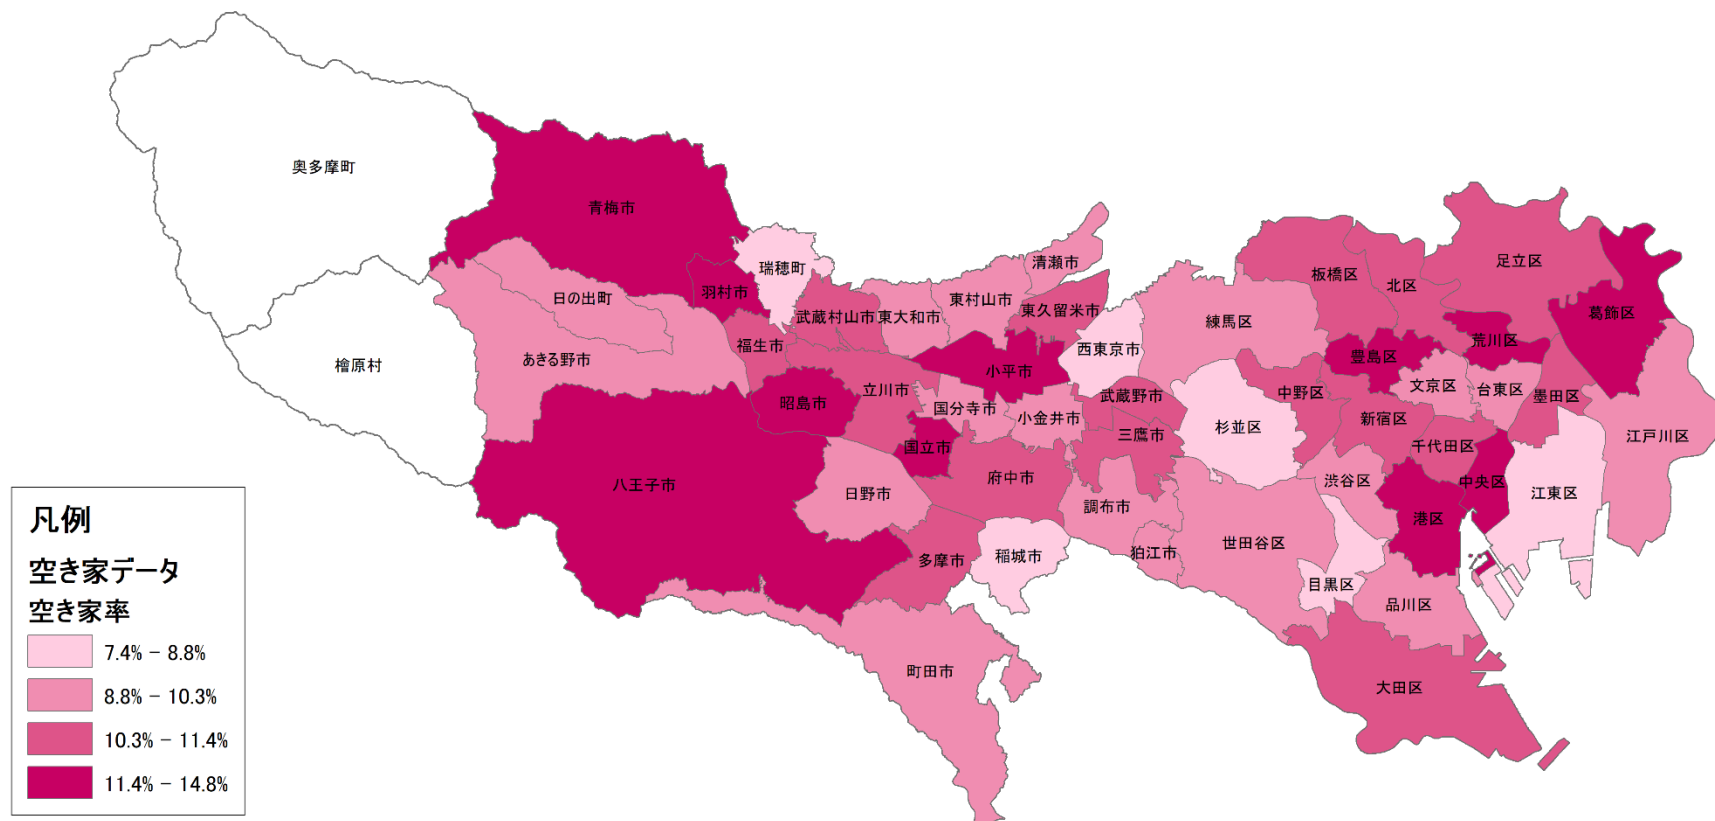 奥多摩町
青梅市
瑞穂町
清瀬市
足立区
板橋区
北区
羽村市
日の出町
東村山市
東久留米市
武蔵村山市
東大和市
練馬区
葛飾区
荒川区
福生市
西東京市
あきる野市
檜原村
小平市
豊島区
文京区
台東区
墨田区
立川市
昭島市
武蔵野市
中野区
国分寺市
小金井市
新宿区
杉並区
三鷹市
千代田区
江戸川区
国立市
府中市
八王子市
日野市
渋谷区
中央区
江東区
調布市
港区
世田谷区
狛江市
多摩市
稲城市
目黒区
品川区
町田市
大田区
凡例
空き家データ
空き家率
7.4% - 8.8%
8.8% - 10.3%
10.3% - 11.4%
11.4% - 14.8%